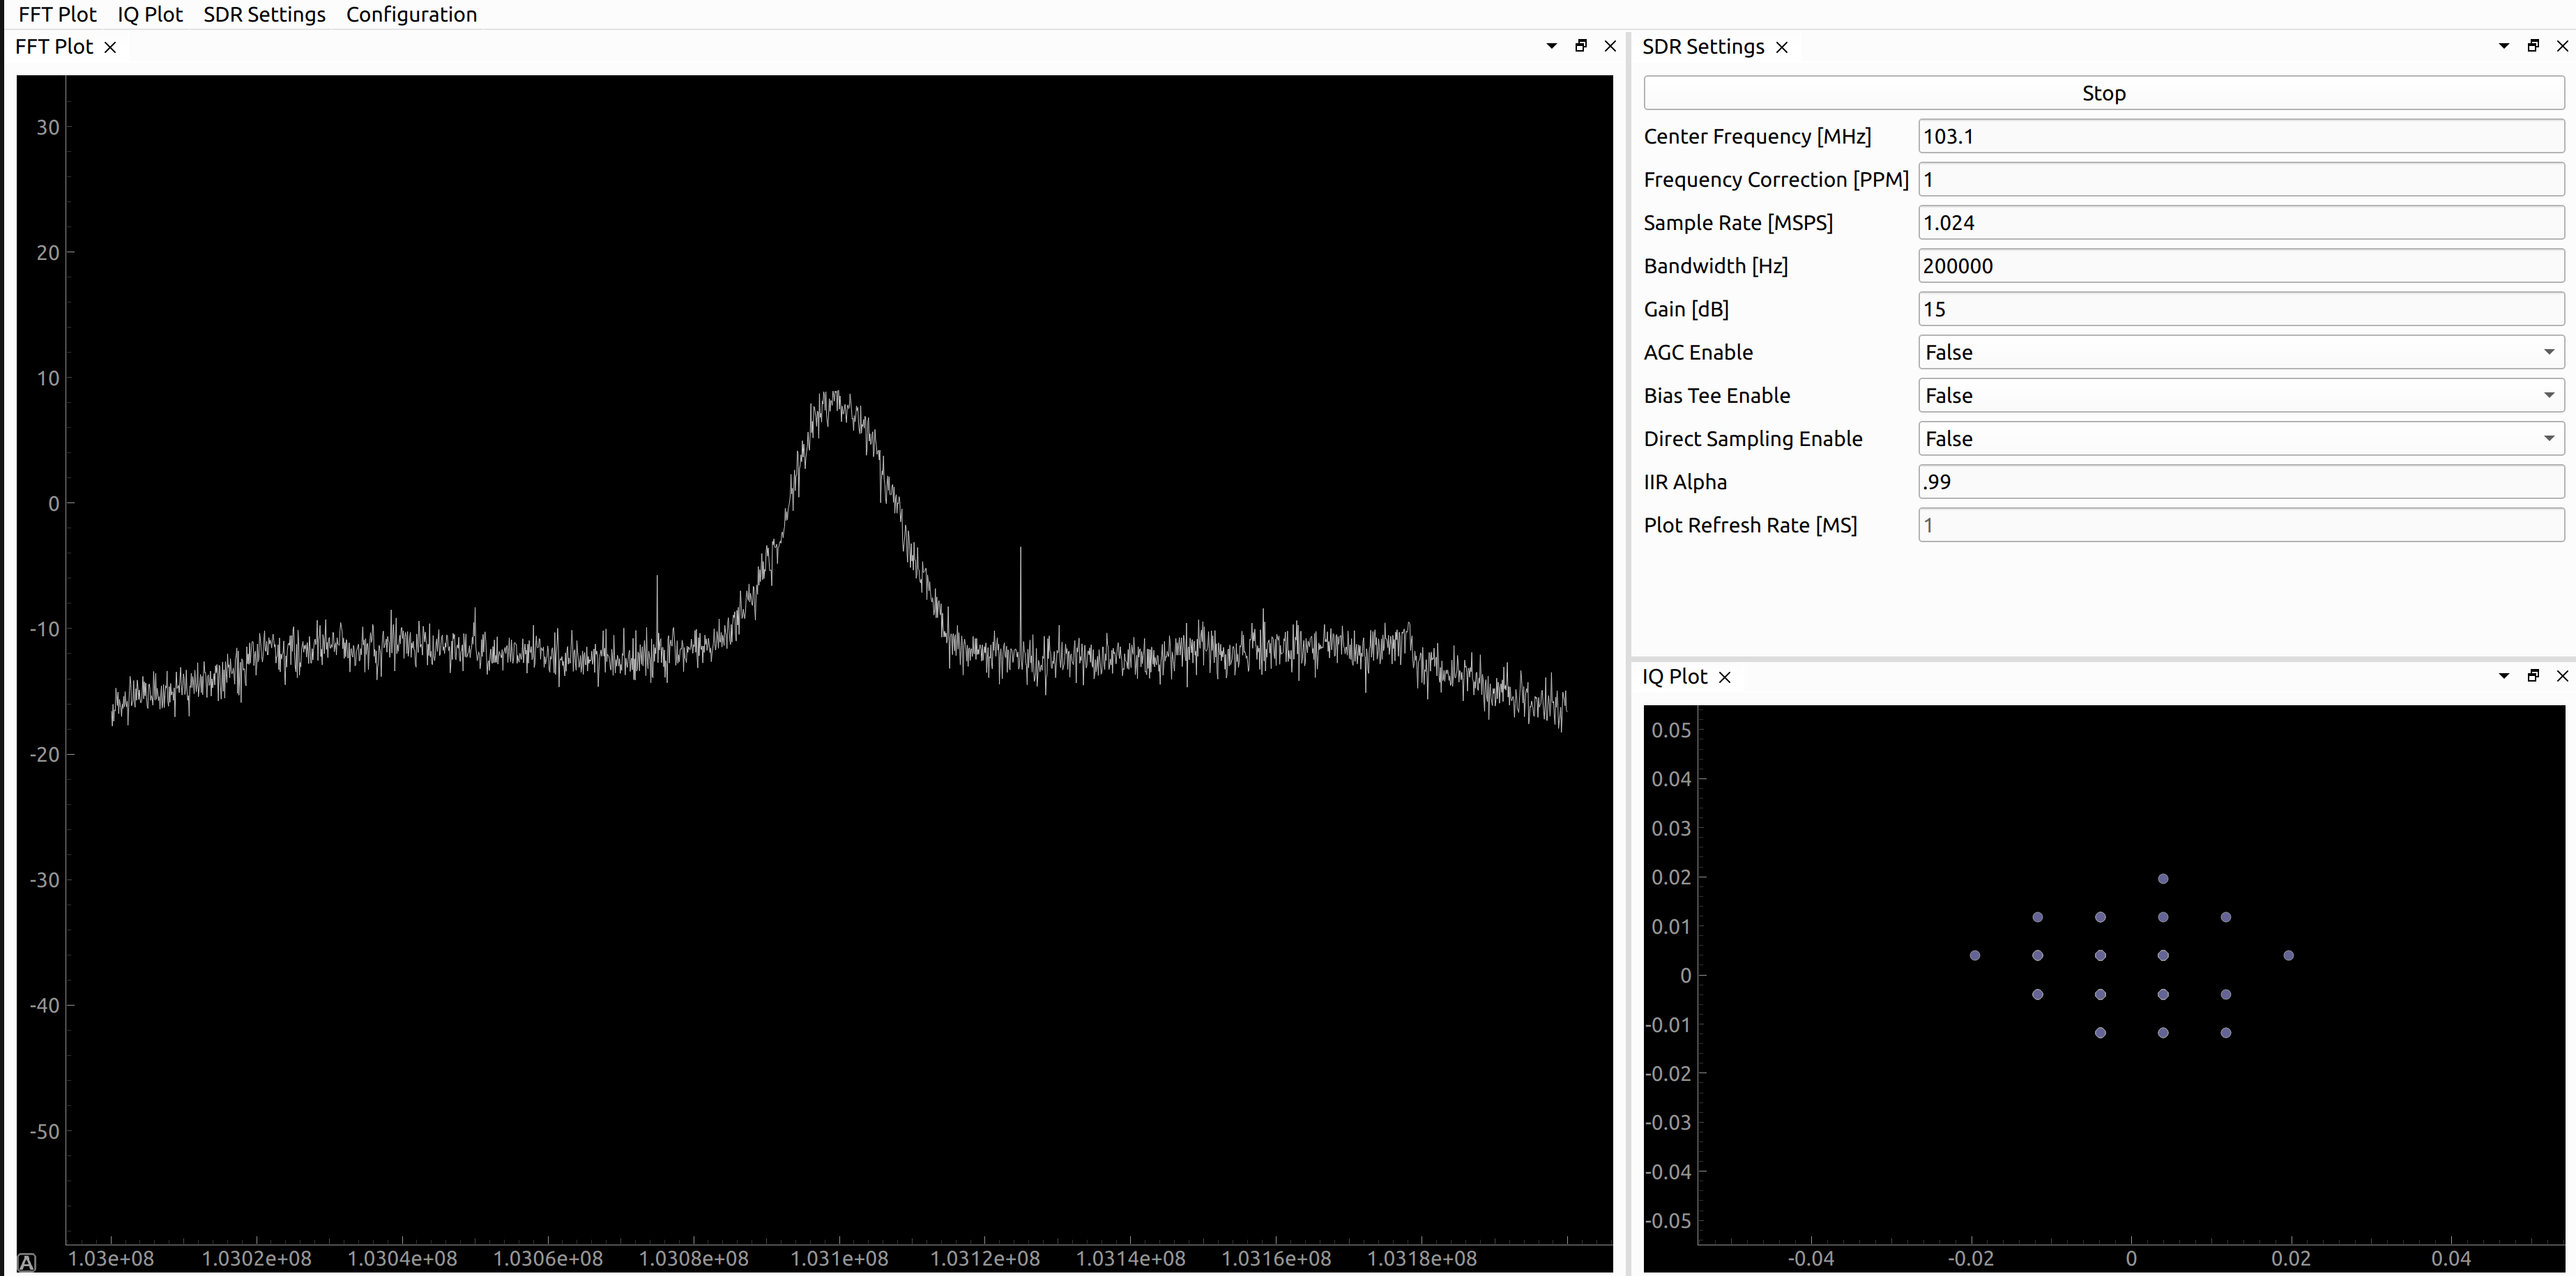 FFT Plot IQ Plot SDR Settings Configuration
FFT Plot
30
20
10
0
-10
-20
-30
-40
-50
A
1.03e+08 1.0302e+08 1.0304e+08 1.0306e+08 1.0308e+08 1.031e+08 1.0312e+08 1.0314e+08 1.0316e+08 1.0318e+08
SDR Settings
Stop
Center Frequency [MHz] 103.1
Frequency Correction [PPM] 1
Sample Rate [MSPS] 1.024
Bandwidth [Hz] 200000
Gain [dB] 15
AGC Enable False
Bias Tee Enable False
Direct Sampling Enable False
IIR Alpha .99
Plot Refresh Rate [MS] 1
IQ Plot
0.05
0.04
0.03
0.02
0.01
0
-0.01
-0.02
-0.03
-0.04
-0.05
-0.04 -0.02 0 0.02 0.04